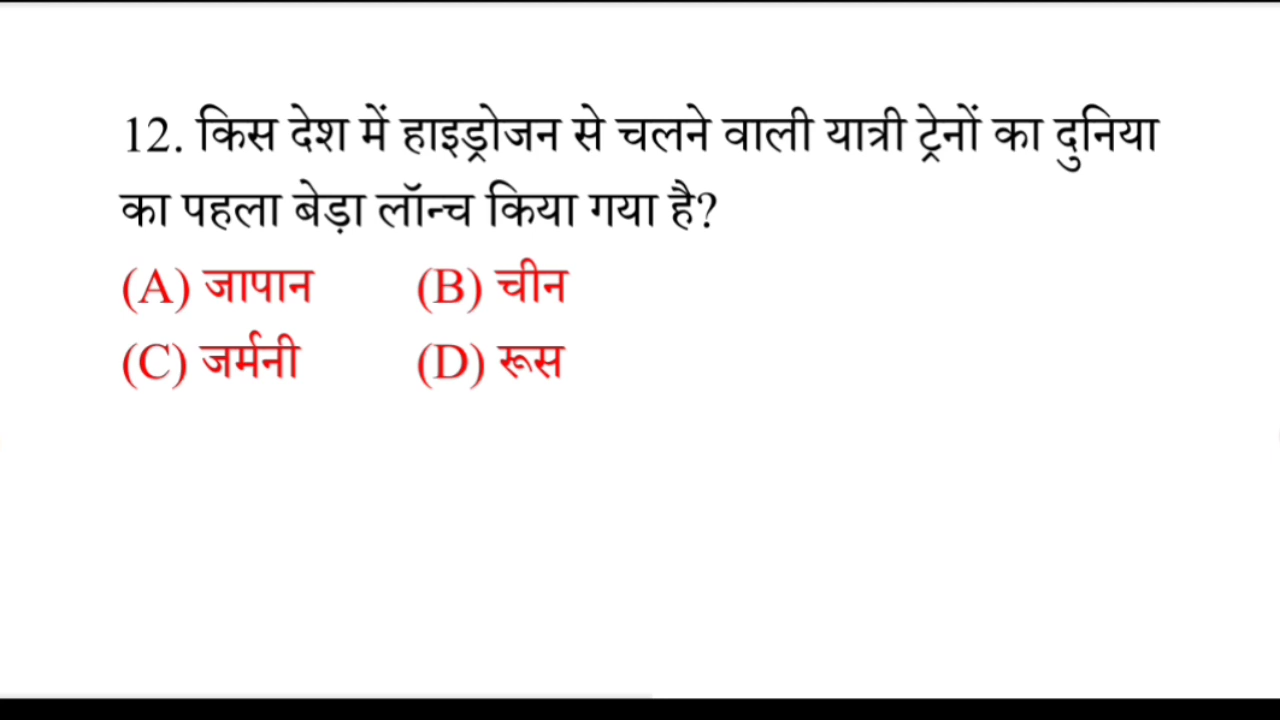 12. किस देश में हाइड्रोजन से चलने वाली यात्री ट्रेनों का दुनिया
का पहला बेड़ा लॉन्च किया गया है?
(A) जापान (B) चीन
(C) जर्मनी (D) रूस